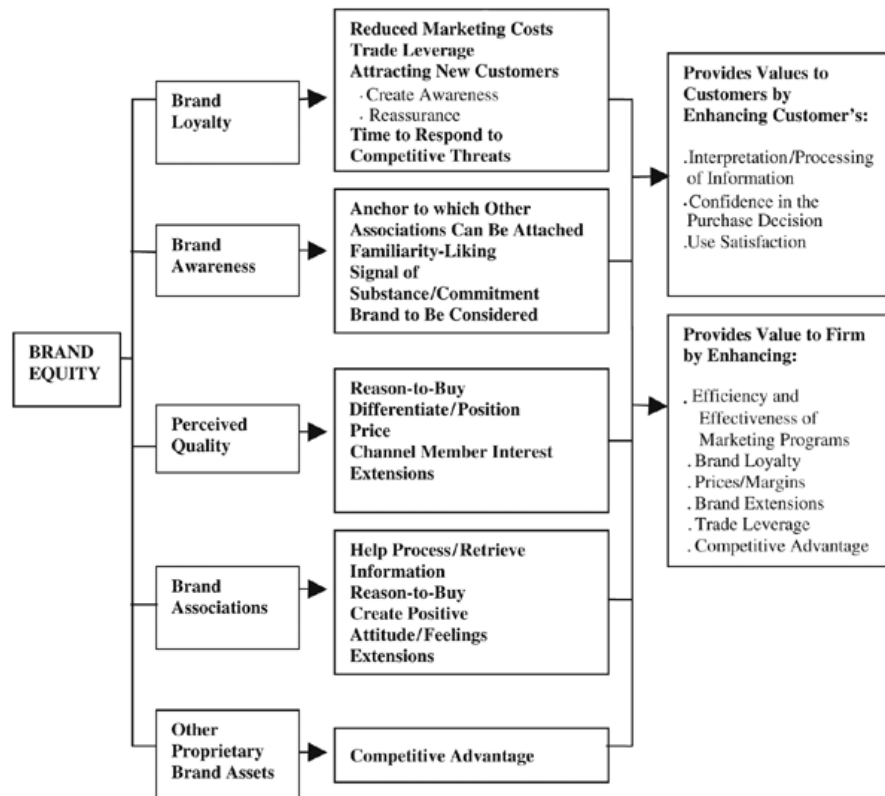 BRAND
EQUITY
Brand
Loyalty
Reduced Marketing Costs
Trade Leverage
Attracting New Customers
· Create Awareness
· Reassurance
Time to Respond to
Competitive Threats
Brand
Awareness
Anchor to which Other
Associations Can Be Attached
Familiarity-Liking
Signal of
Substance/Commitment
Brand to Be Considered
Perceived
Quality
Reason-to-Buy
Differentiate/Position
Price
Channel Member Interest
Extensions
Brand
Associations
Help Process/Retrieve
Information
Reason-to-Buy
Create Positive
Attitude/Feelings
Extensions
Other
Proprietary
Brand Assets
Competitive Advantage
Provides Values to
Customers by
Enhancing Customer's:
. Interpretation/Processing
of Information
. Confidence in the
Purchase Decision
. Use Satisfaction
Provides Value to Firm
by Enhancing:
. Efficiency and
Effectiveness of
Marketing Programs
. Brand Loyalty
. Prices/Margins
. Brand Extensions
. Trade Leverage
. Competitive Advantage